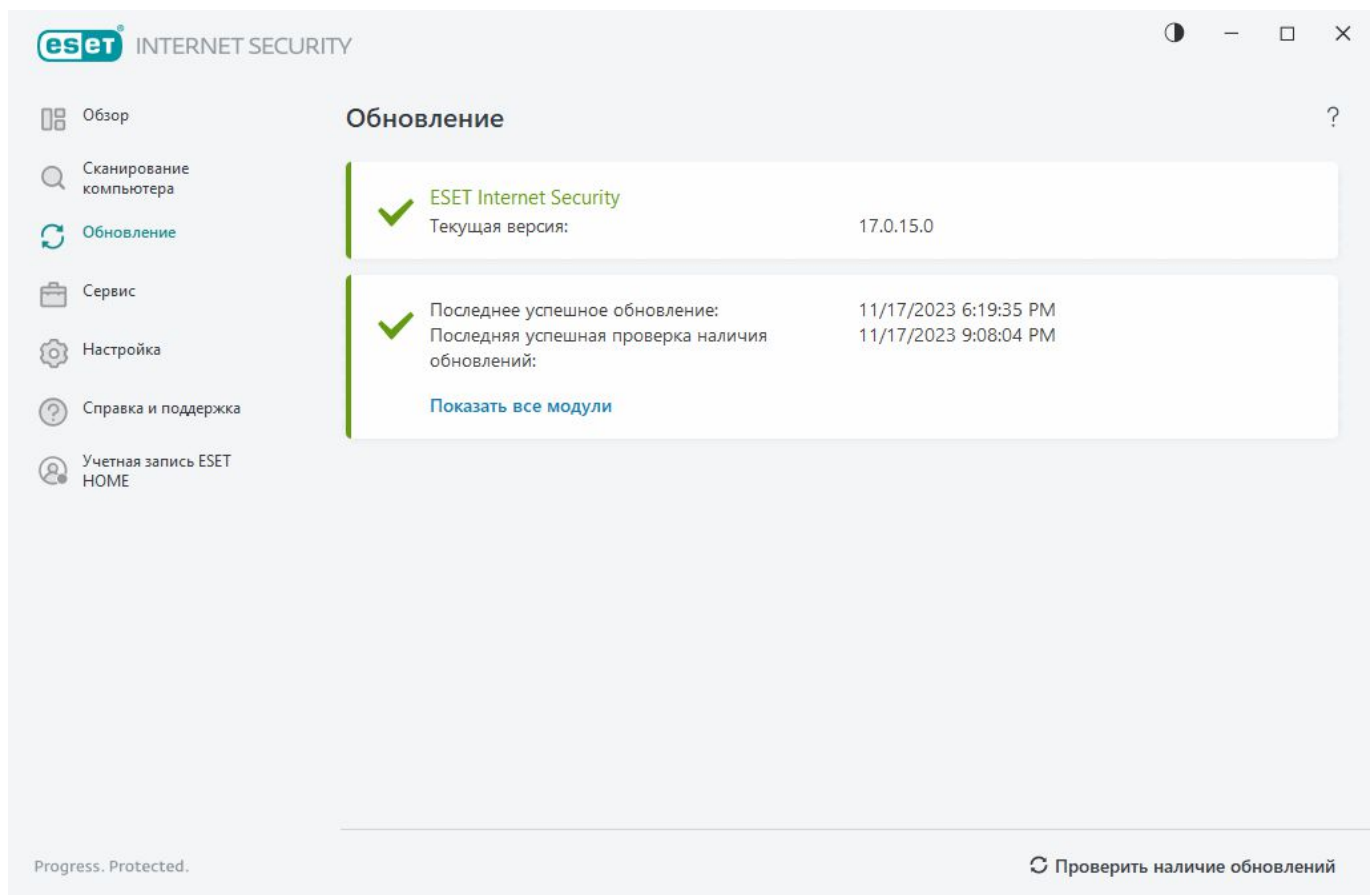 eset® INTERNET SECURITY
Обзор
Сканирование
компьютера
Обновление
Сервис
Настройка
Справка и поддержка
Учетная запись ESET
HOME
Обновление
?
ESET Internet Security
Текущая версия: 17.0.15.0
Последнее успешное обновление: 11/17/2023 6:19:35 PM
Последняя успешная проверка наличия 11/17/2023 9:08:04 PM
обновлений:
Показать все модули
Progress. Protected.
Проверить наличие обновлений